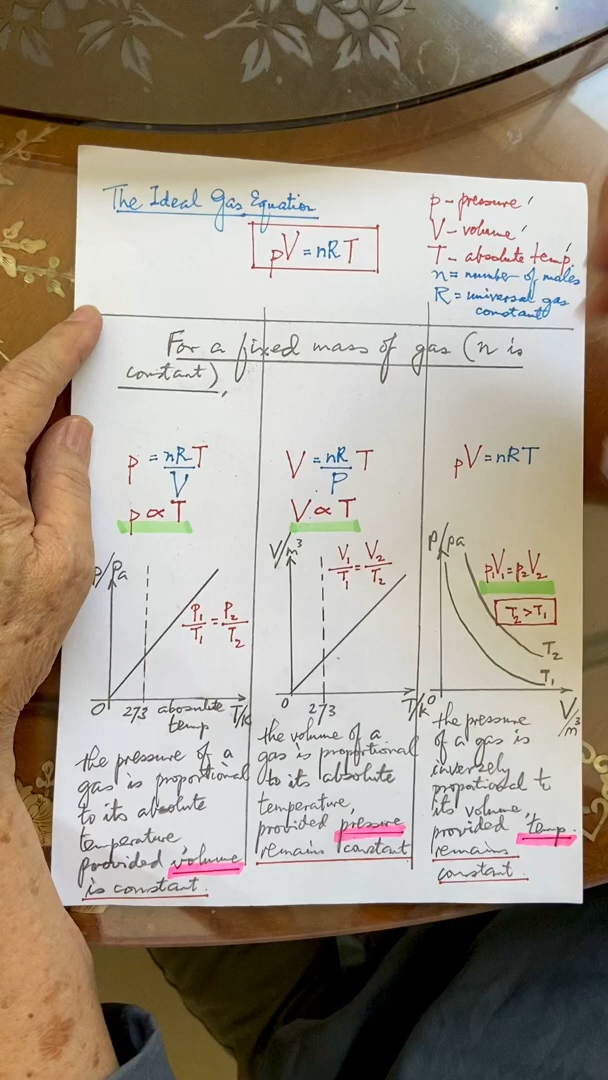 The Ideal Gas Equation
pV = nRT
p - pressure
V - volume
T - absolute temp.
n = number of moles
R = universal gas
constant
For a fixed mass of gas (n is
constant),
p = nR/V T
p ∝ T
P/Pa
P₁/T₁ = P₂/T₂
0 273 absolute temp T/K
the pressure of a
gas is proportional
to its absolute
temperature
provided volume
is constant.
V = nR/P T
V ∝ T
V/m³
V₁/T₁ = V₂/T₂
0 273 T/K
the volume of a
gas is proportional
to its absolute
temperature,
provided pressure
remains constant
pV = nRT
P/pa
p₁V₁ = p₂V₂
T₂ > T₁
T₂
T₁
0 V/m³
the pressure
of a gas is
inversely
propotional to
its volume,
provided temp.
remains
constant.